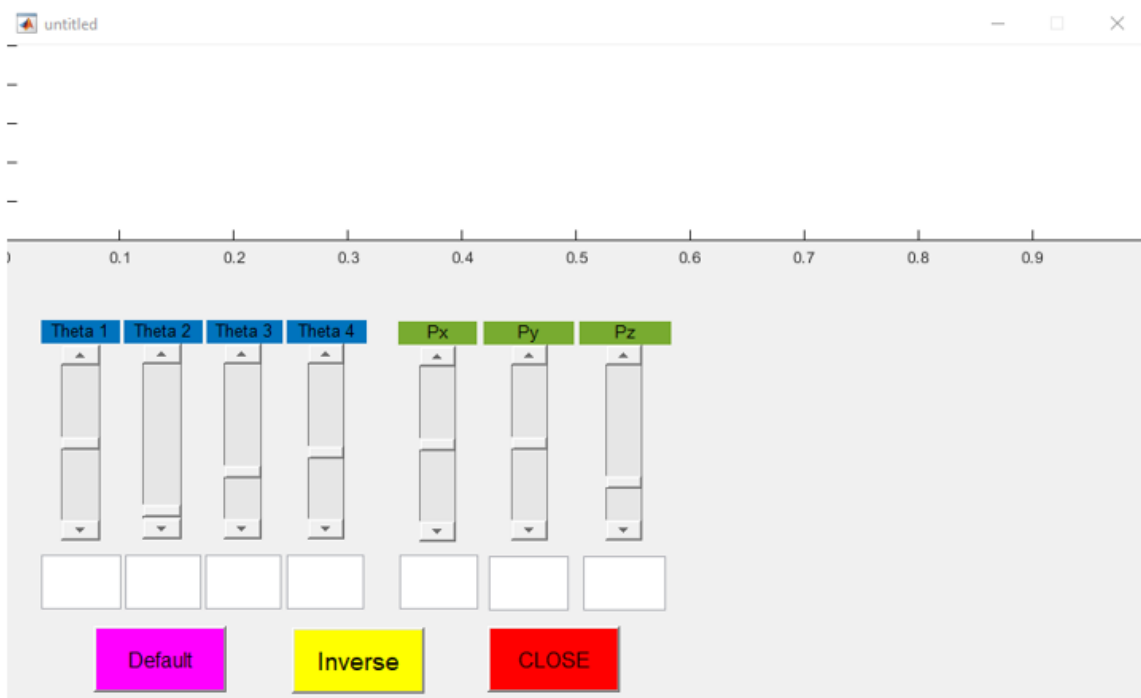 untitled
0.1 0.2 0.3 0.4 0.5 0.6 0.7 0.8 0.9
Theta 1 Theta 2 Theta 3 Theta 4 Px Py Pz
Default Inverse CLOSE